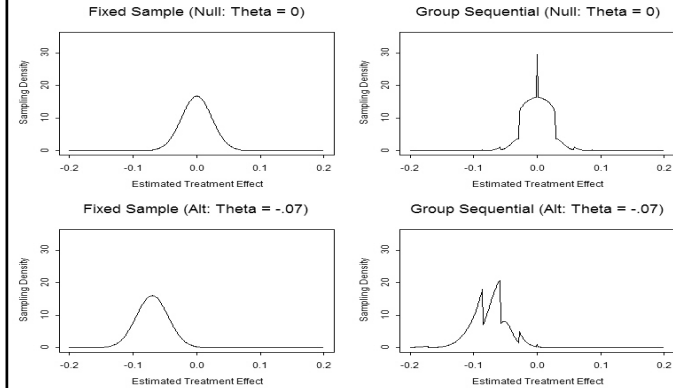 Fixed Sample (Null: Theta = 0)
Sampling Density
0 10 20 30
-0.2 -0.1 0.0 0.1 0.2
Estimated Treatment Effect
Group Sequential (Null: Theta = 0)
Sampling Density
0 10 20 30
-0.2 -0.1 0.0 0.1 0.2
Estimated Treatment Effect
Fixed Sample (Alt: Theta = -.07)
Sampling Density
0 10 20 30
-0.2 -0.1 0.0 0.1 0.2
Estimated Treatment Effect
Group Sequential (Alt: Theta = -.07)
Sampling Density
0 10 20 30
-0.2 -0.1 0.0 0.1 0.2
Estimated Treatment Effect